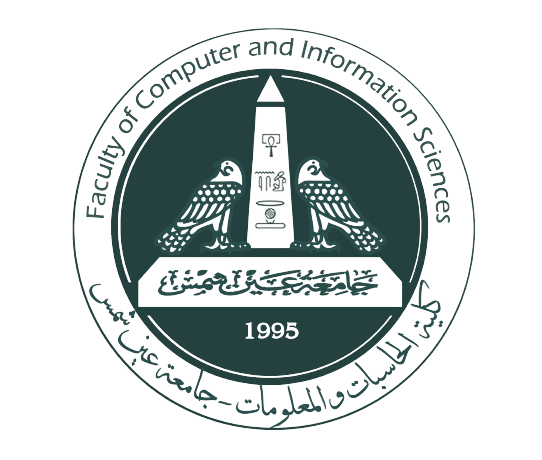 Faculty of Computer and Information Sciences
جامعة عين شمس
1995
كلية الحاسبات والمعلومات - جامعة عين شمس